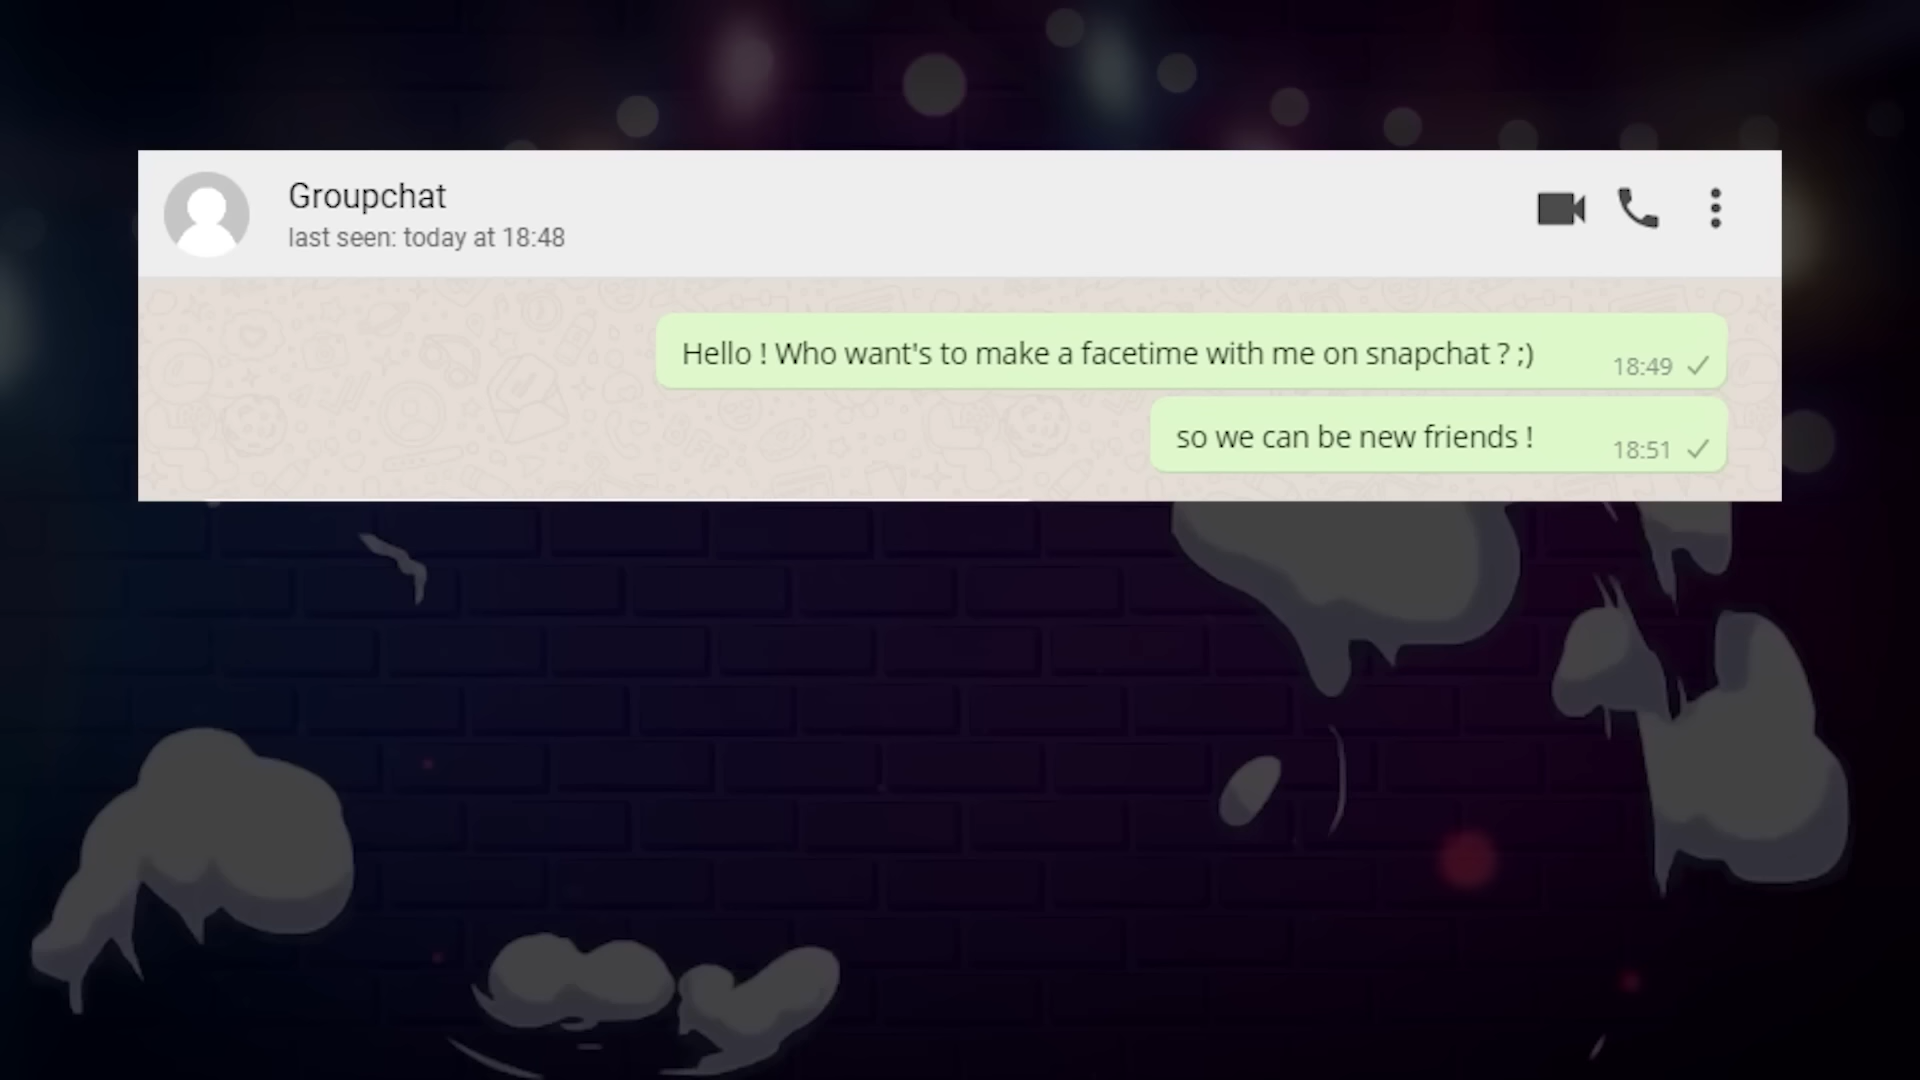 Groupchat
last seen: today at 18:48
Hello ! Who want's to make a facetime with me on snapchat ? ;)
18:49
so we can be new friends !
18:51